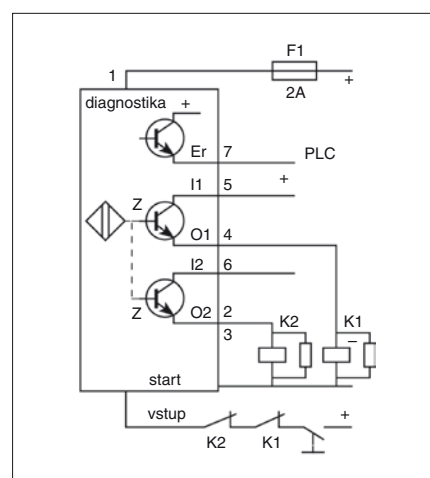 F1
1
+
2A
diagnostika
+
Er
7
PLC
I1
5
+
Z
O1
4
I2
6
Z
O2
2
3
K2
K1
–
start
vstup
+
K2
K1